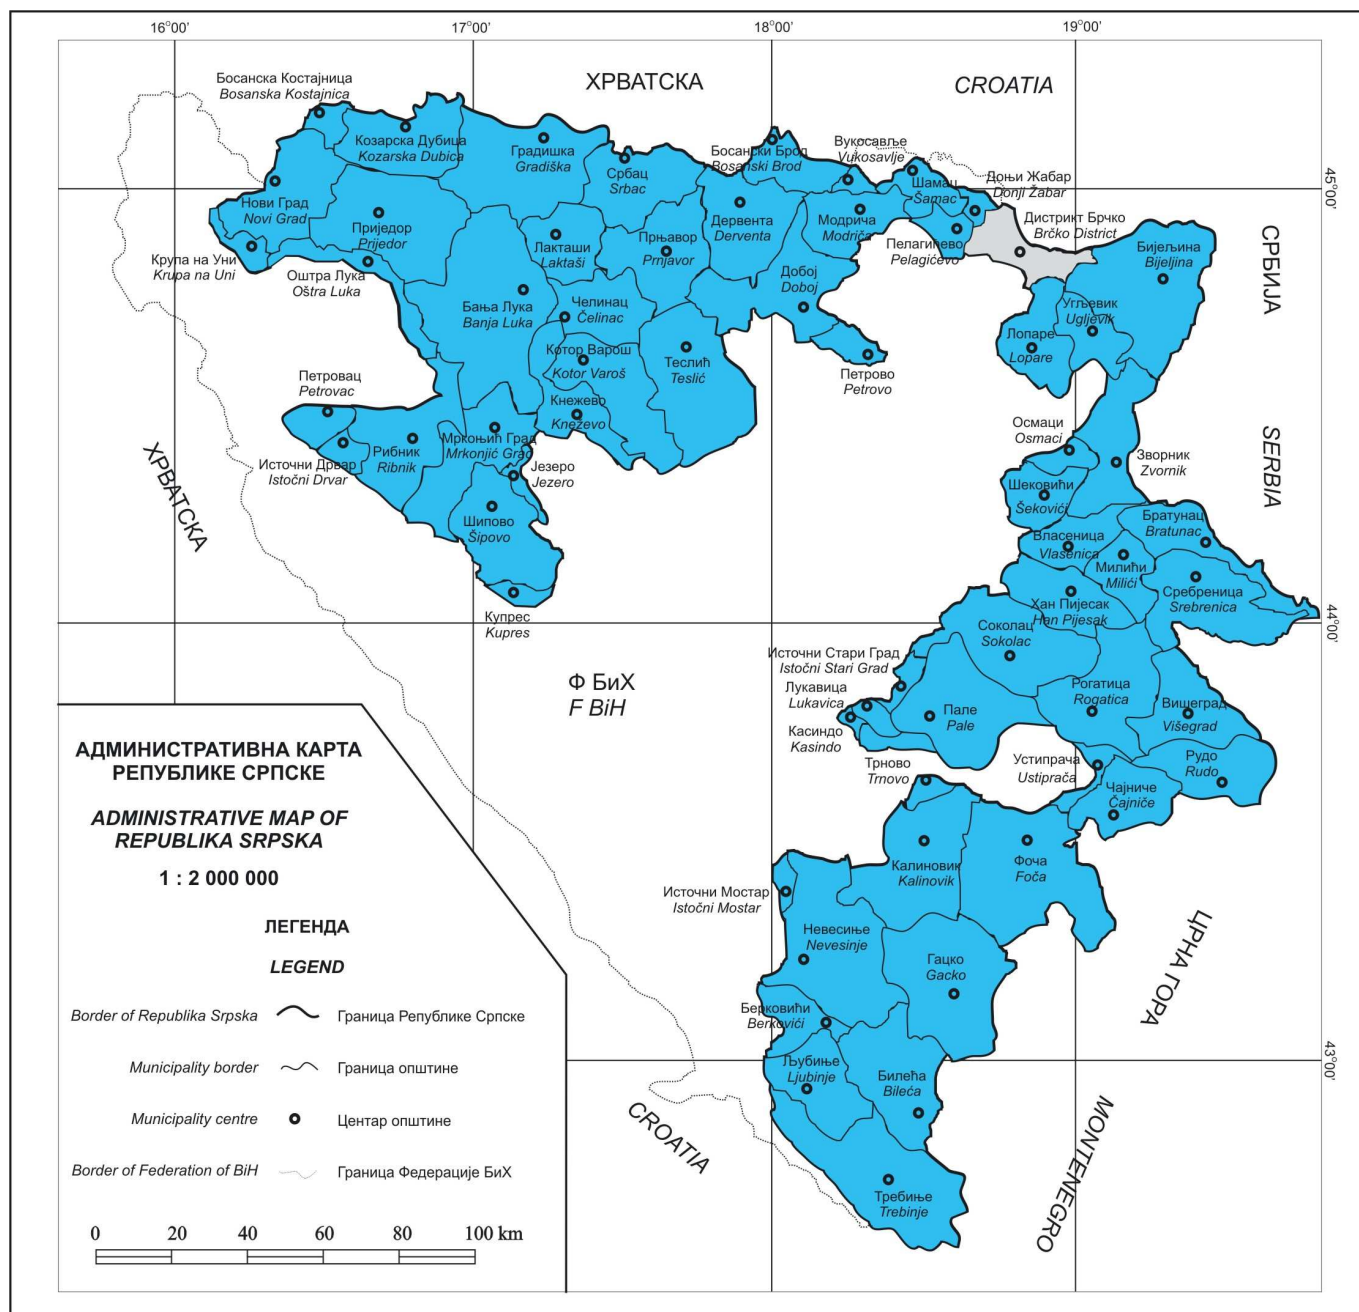 16°00'
17°00'
18°00'
19°00'
Босанска Костајница
Bosanska Kostajnica
ХРВАТСКА
CROATIA
Козарска Дубица
Kozarska Dubica
Градишка
Gradiška
Србац
Srbac
Босански Брод
Bosanski Brod
Вукосавље
Vukosavlje
Шамац
Šamac
Доњи Жабар
Donji Žabar
45°00'
Нови Град
Novi Grad
Приједор
Prijedor
Лакташи
Laktaši
Прњавор
Prnjavor
Дервента
Derventa
Модрича
Modriča
Пелагићево
Pelagićevo
Дистрикт Брчко
Brčko District
Бијељина
Bijeljina
СРБИЈА
Крупа на Уни
Krupa na Uni
Оштра Лука
Oštra Luka
Бања Лука
Banja Luka
Челинац
Čelinac
Добој
Doboj
Угљевик
Ugljevik
Лопаре
Lopare
Котор Варош
Kotor Varoš
Теслић
Teslić
Петрово
Petrovo
Петровац
Petrovac
Кнежево
Kneževo
Осмаци
Osmaci
SERBIA
ХРВАТСКА
Источни Дрвар
Istočni Drvar
Рибник
Ribnik
Мркоњић Град
Mrkonjić Grad
Језеро
Jezero
Зворник
Zvornik
Шековићи
Šekovići
Шипово
Šipovo
Братунац
Bratunac
Власеница
Vlasenica
Милићи
Milići
Сребреница
Srebrenica
Хан Пијесак
Han Pijesak
Купрес
Kupres
44°00'
Соколац
Sokolac
Источни Стари Град
Istočni Stari Grad
Ф БиХ
F BiH
Лукавица
Lukavica
Касиндо
Kasindo
Пале
Pale
Рогатица
Rogatica
Вишеград
Višegrad
Трново
Trnovo
Устипрача
Ustiprača
Рудо
Rudo
Чајниче
Čajniče
Калиновик
Kalinovik
Фоча
Foča
Источни Мостар
Istočni Mostar
Невесиње
Nevesinje
Гацко
Gacko
ЦРНА ГОРА
Берковићи
Berkovići
43°00'
Љубиње
Ljubinje
Билећа
Bileća
CROATIA
MONTENEGRO
Требиње
Trebinje
АДМИНИСТРАТИВНА КАРТА
РЕПУБЛИКЕ СРПСКЕ
ADMINISTRATIVE MAP OF
REPUBLIKA SRPSKA
1 : 2 000 000
ЛЕГЕНДА
LEGEND
Border of Republika Srpska Граница Републике Српске
Municipality border Граница општине
Municipality centre Центар општине
Border of Federation of BiH Граница Федерације БиХ
0 20 40 60 80 100 km